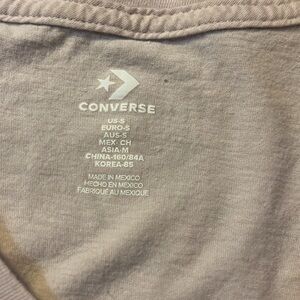 CONVERSE
US-S
EURO-S
AUS-S
MEX- CH
ASIA-M
CHINA-160/84A
KOREA-85
MADE IN MEXICO
HECHO EN MÉXICO
FABRIQUÉ AU MEXIQUE